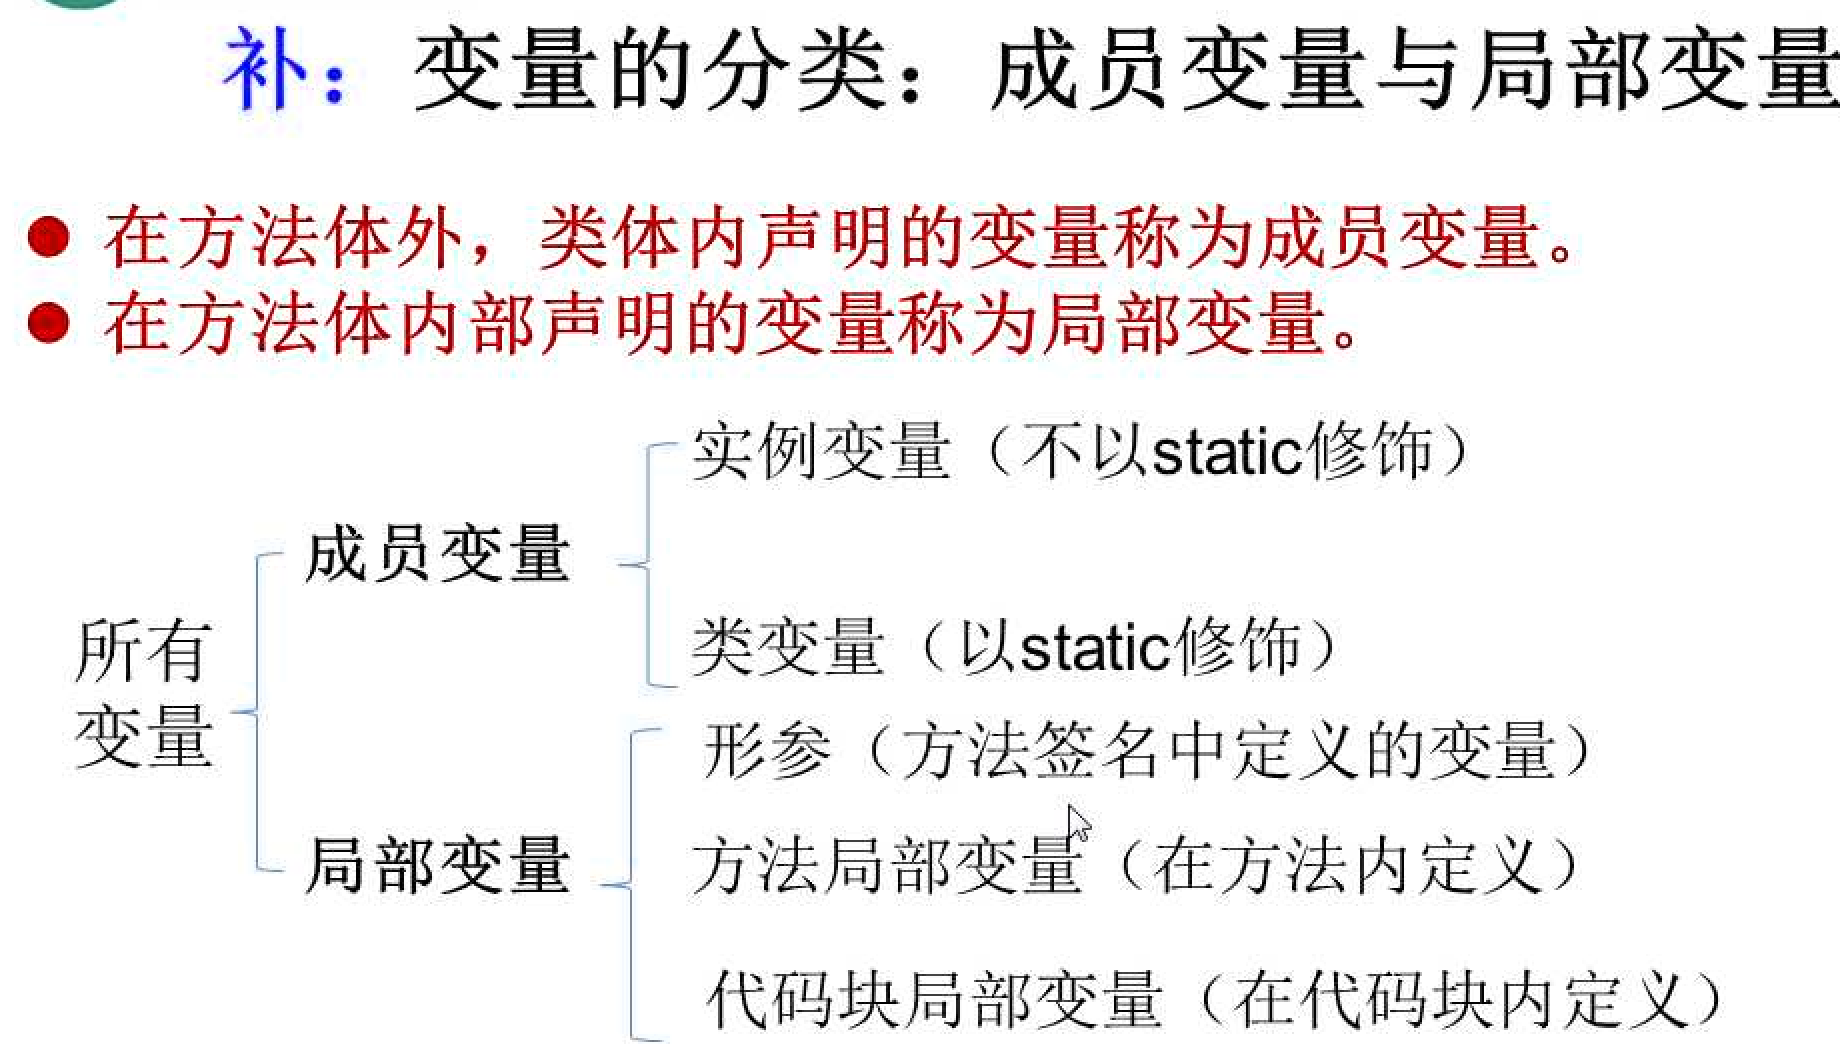 补：变量的分类：成员变量与局部变量
在方法体外，类体内声明的变量称为成员变量。
在方法体内部声明的变量称为局部变量。
所有
变量
成员变量
实例变量（不以static修饰）
类变量（以static修饰）
局部变量
形参（方法签名中定义的变量）
方法局部变量（在方法内定义）
代码块局部变量（在代码块内定义）